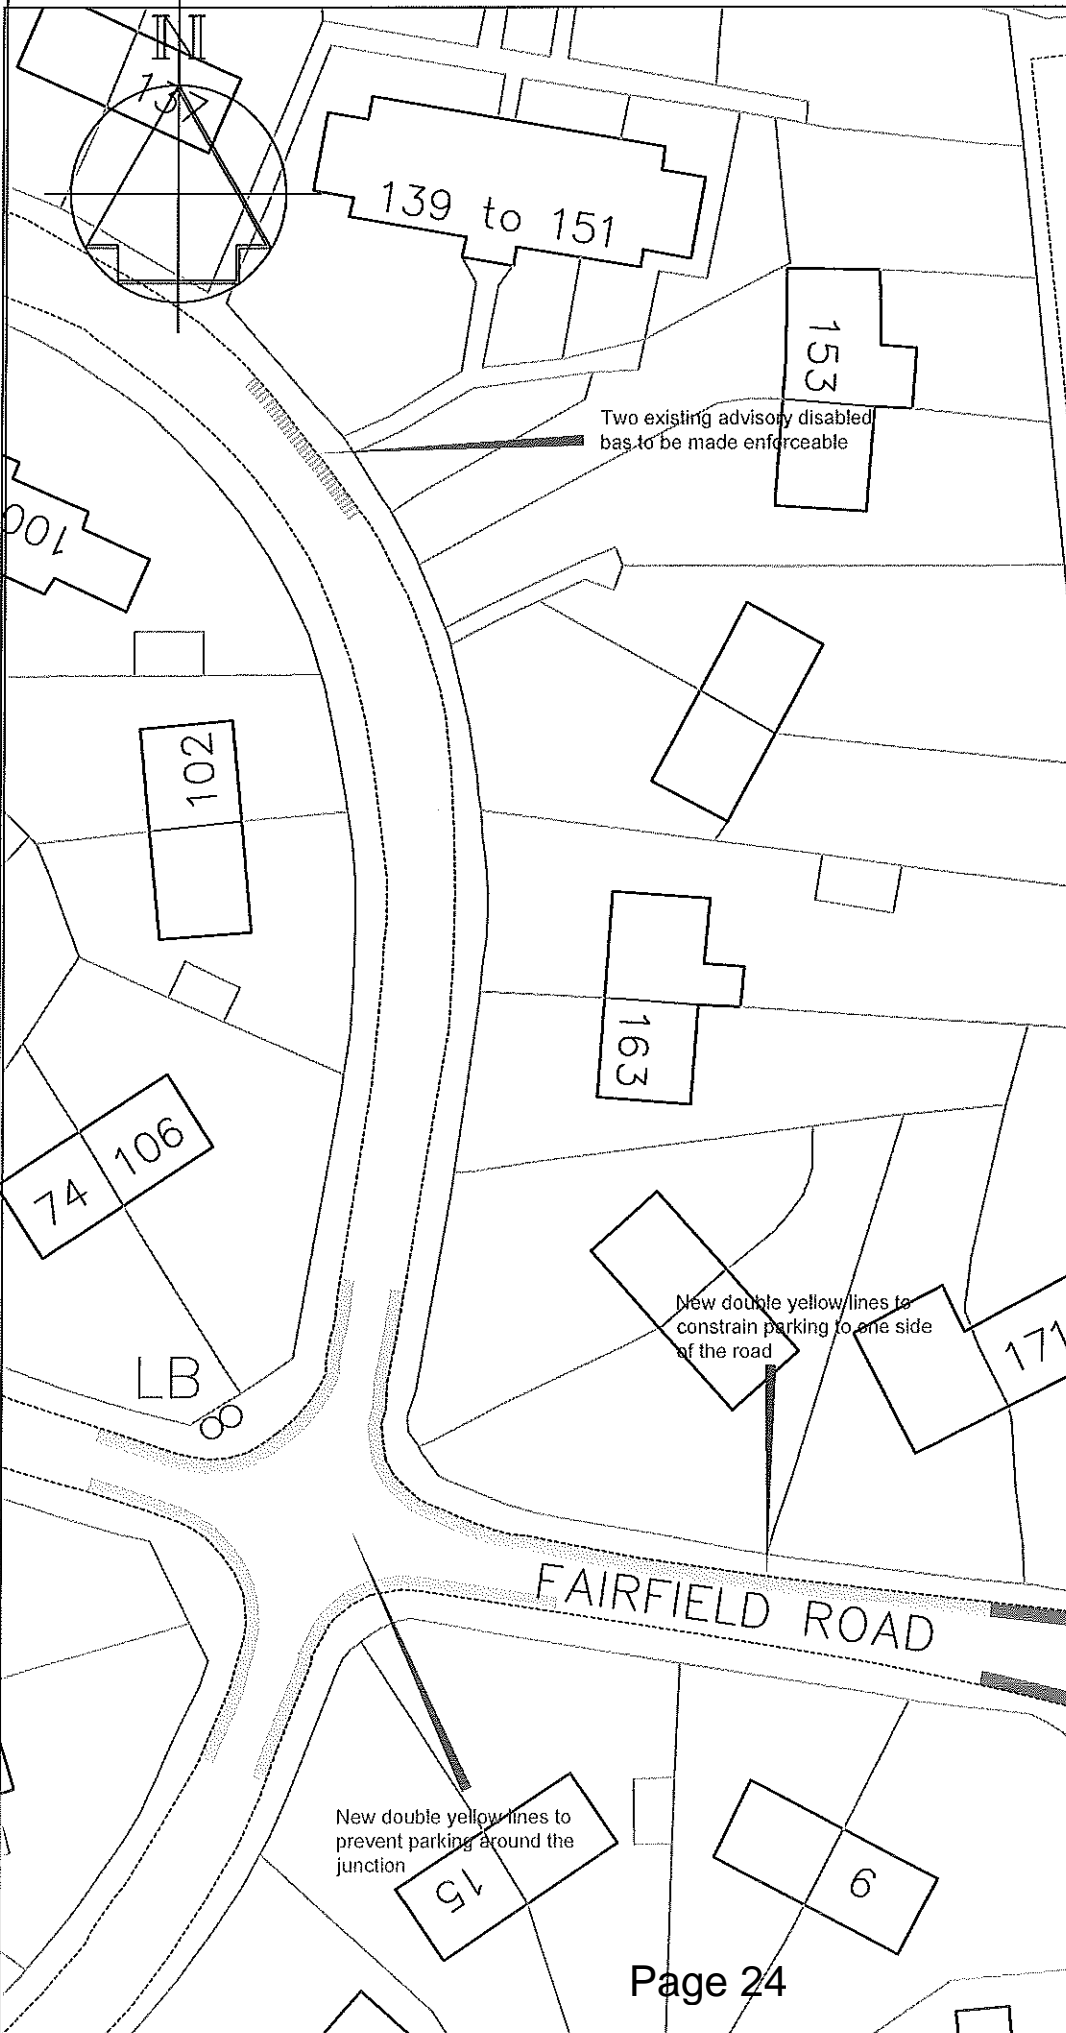 N
137
139 to 151
153
Two existing advisory disabled
bas to be made enforceable
100
102
163
106
74
New double yellow lines to
constrain parking to one side
of the road
171
LB
FAIRFIELD ROAD
New double yellow lines to
prevent parking around the
junction
15
9
Page 24